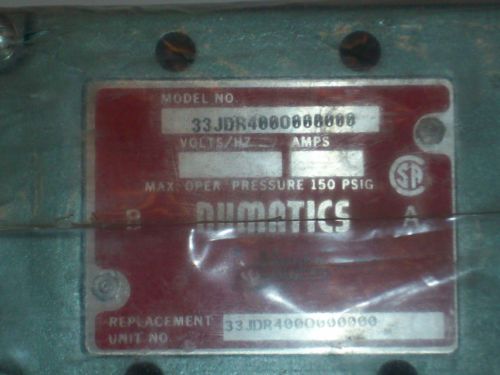 MODEL NO.
33JDR4000000000
VOLTS/HZ AMPS
MAX. OPER. PRESSURE 150 PSIG
B NUMATICS A
REPLACEMENT 33JDR4000000000
UNIT NO.